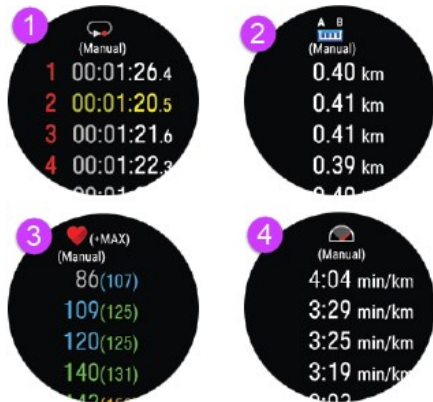 1
(Manual)
1 00:01:26.4
2 00:01:20.5
3 00:01:21.6
4 00:01:22.3
2
A B
(Manual)
0.40 km
0.41 km
0.41 km
0.39 km
3
(+MAX)
(Manual)
86(107)
109(125)
120(125)
140(131)
4
(Manual)
4:04 min/km
3:29 min/km
3:25 min/km
3:19 min/km